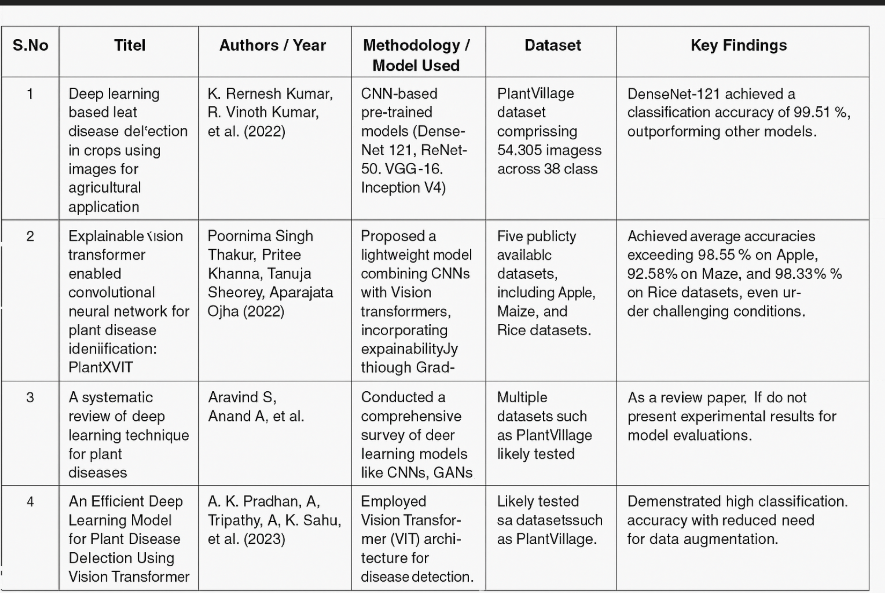 S.No
Titel
Authors / Year
Methodology /
Model Used
Dataset
Key Findings
1
Deep learning
based leat
disease del‘ection
in crops using
images for
agricultural
application
K. Rernesh Kumar,
R. Vinoth Kumar,
et al. (2022)
CNN-based
pre-trained
models (Dense-
Net 121, ReNet-
50. VGG-16.
Inception V4)
PlantVillage
dataset
comprissing
54.305 imagess
across 38 class
DenseNet-121 achieved a
classification accuracy of 99.51 %,
outporforming other models.
2
Explainable Vision
transformer
enabled
convolutional
neural network for
plant disease
ideniification:
PlantXVIT
Poornima Singh
Thakur, Pritee
Khanna, Tanuja
Sheorey, Aparajata
Ojha (2022)
Proposed a
lightweight model
combining CNNs
with Vision
transformers,
incorporating
expainabilityJy
thiough Grad-
Five publicty
availablc
datasets,
including Apple,
Maize, and
Rice datasets.
Achieved average accuracies
exceeding 98.55 % on Apple,
92.58% on Maze, and 98.33% %
on Rice datasets, even ur-
der challenging conditions.
3
A systematic
review of deep
learning technique
for plant
diseases
Aravind S,
Anand A, et al.
Conducted a
comprehensive
survey of deer
learning models
like CNNs, GANs
Multiple
datasets such
as PlantVIllage
likely tested
As a review paper, If do not
present experimental results for
model evaluations.
4
An Efficient Deep
Learning Model
for Plant Disease
Delection Using
Vision Transformer
A. K. Pradhan, A,
Tripathy, A, K. Sahu,
et al. (2023)
Employed
Vision Transfor-
mer (VIT) archi-
tecture for
disease detection.
Likely tested
sa datasetssuch
as PlantVillage.
Demonstrated high classification.
accuracy with reduced need
for data augmentation.